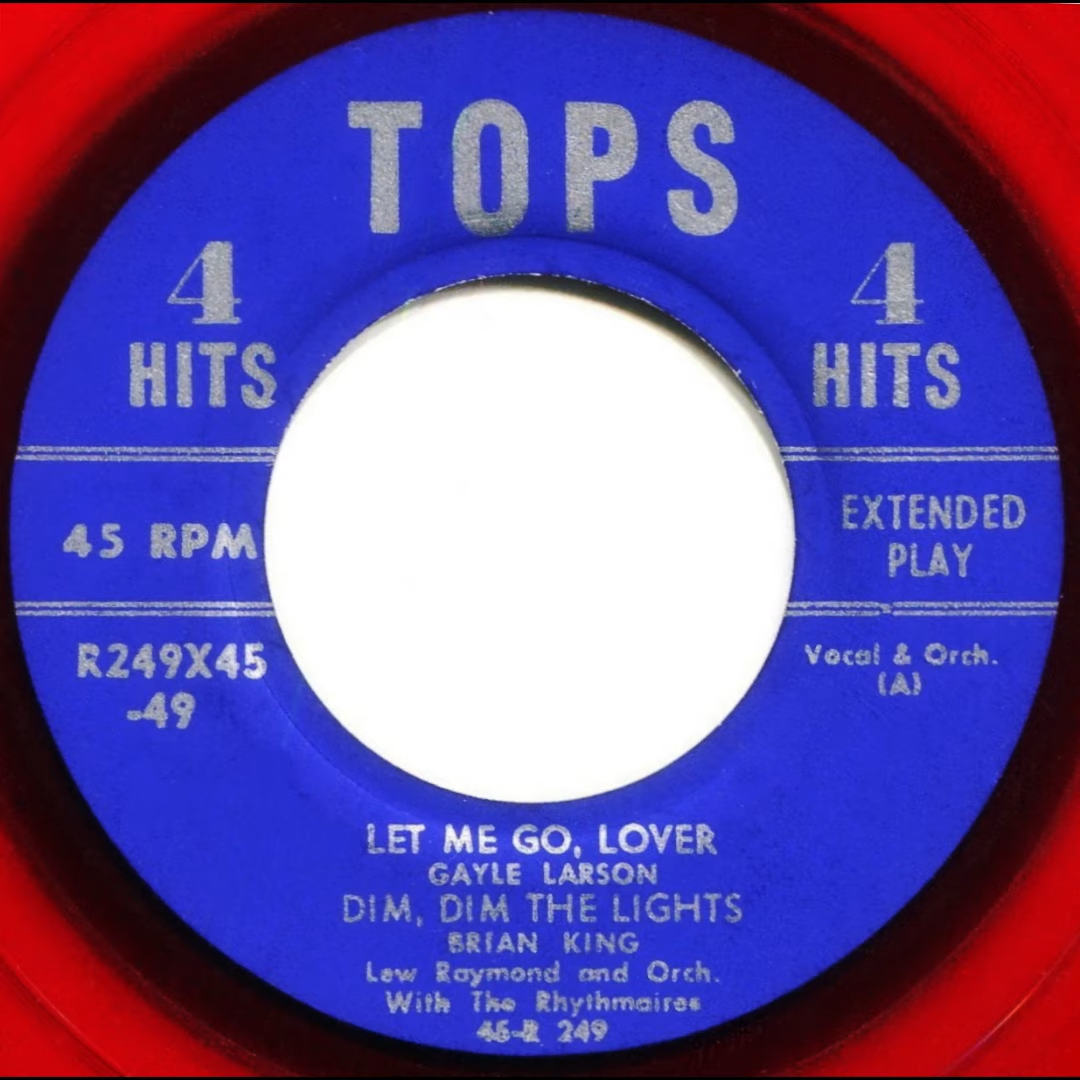 TOPS
4
HITS
4
HITS
45 RPM
EXTENDED
PLAY
R249X45
-49
Vocal & Orch.
(A)
LET ME GO, LOVER
GAYLE LARSON
DIM, DIM THE LIGHTS
BRIAN KING
Lew Raymond and Orch.
With The Rhythmaires
45-R 249